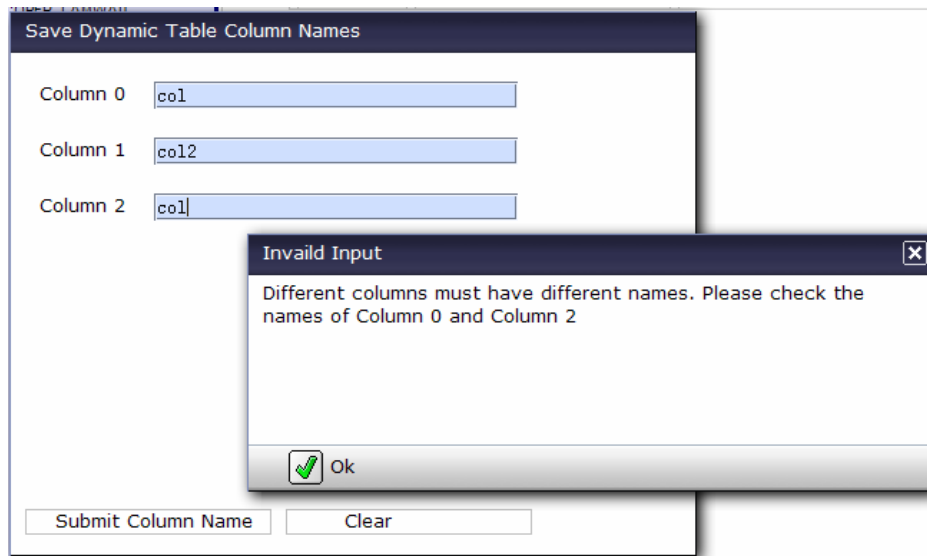 Save Dynamic Table Column Names
Column 0 col
Column 1 col2
Column 2 col
Invaild Input
Different columns must have different names. Please check the
names of Column 0 and Column 2
Ok
Submit Column Name Clear